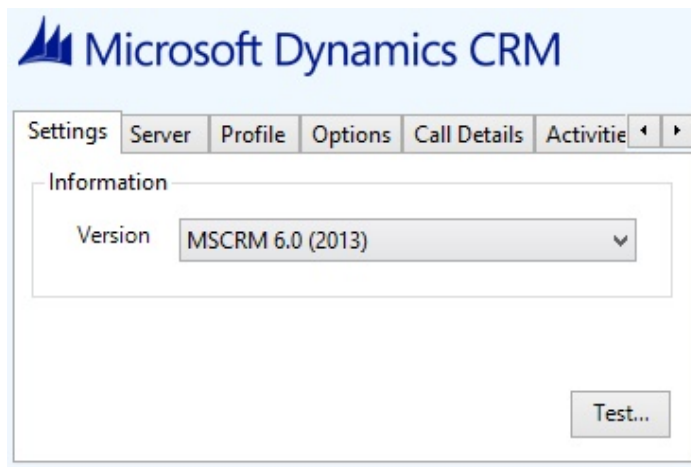 Microsoft Dynamics CRM
Settings Server Profile Options Call Details Activitie
Information
Version MSCRM 6.0 (2013)
Test...